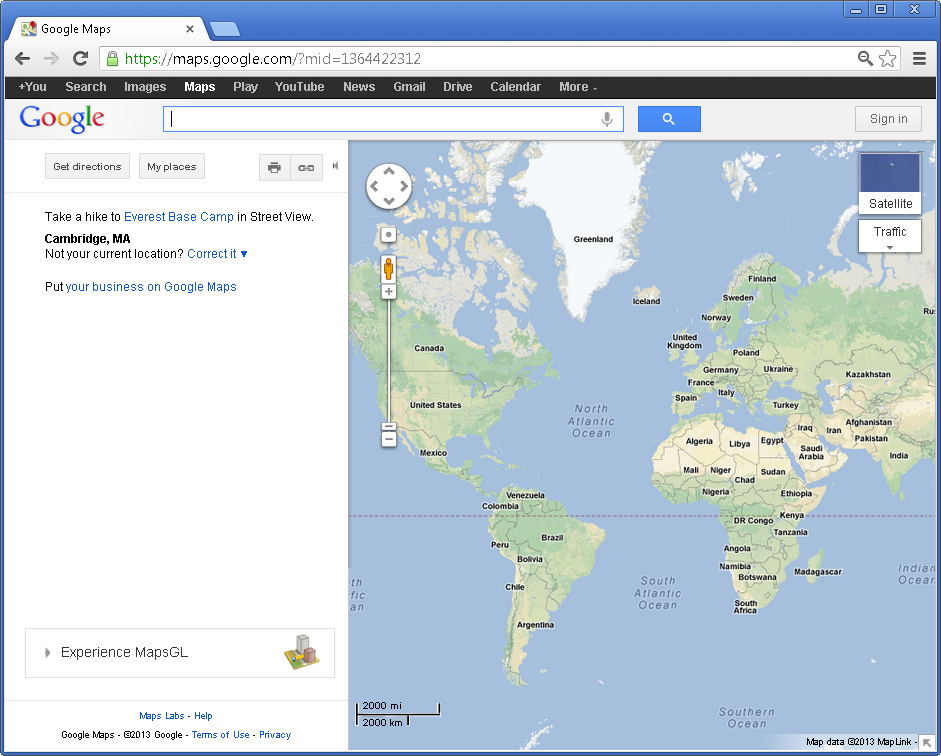 Google Maps
https://maps.google.com/?mid=1364422312
+You Search Images Maps Play YouTube News Gmail Drive Calendar More
Google
Sign in
Get directions My places
Take a hike to Everest Base Camp in Street View.
Cambridge, MA
Not your current location? Correct it ▼
Put your business on Google Maps
Experience MapsGL
Maps Labs - Help
Google Maps - ©2013 Google - Terms of Use - Privacy
Satellite
Traffic
Greenland
Finland
Iceland
Sweden
Rus
Norway
United
Kingdom
Canada
Poland
Germany
Ukraine
Kazakhstan
France
Italy
Spain
United States
Turkey
North
Atlantic
Ocean
Afghanistan
Iraq
Iran
Pakistan
Algeria
Libya
Egypt
Saudi
Arabia
India
Mexico
Mali
Niger
Sudan
Chad
Nigeria
Ethiopia
Venezuela
Colombia
Kenya
DR Congo
Tanzania
Brazil
Peru
Angola
Bolivia
Namibia
Madagascar
Botswana
Indian
Ocean
th
fic
an
Chile
South
Atlantic
Ocean
South
Africa
Argentina
2000 mi
2000 km
Southern
Ocean
Map data ©2013 MapLink -